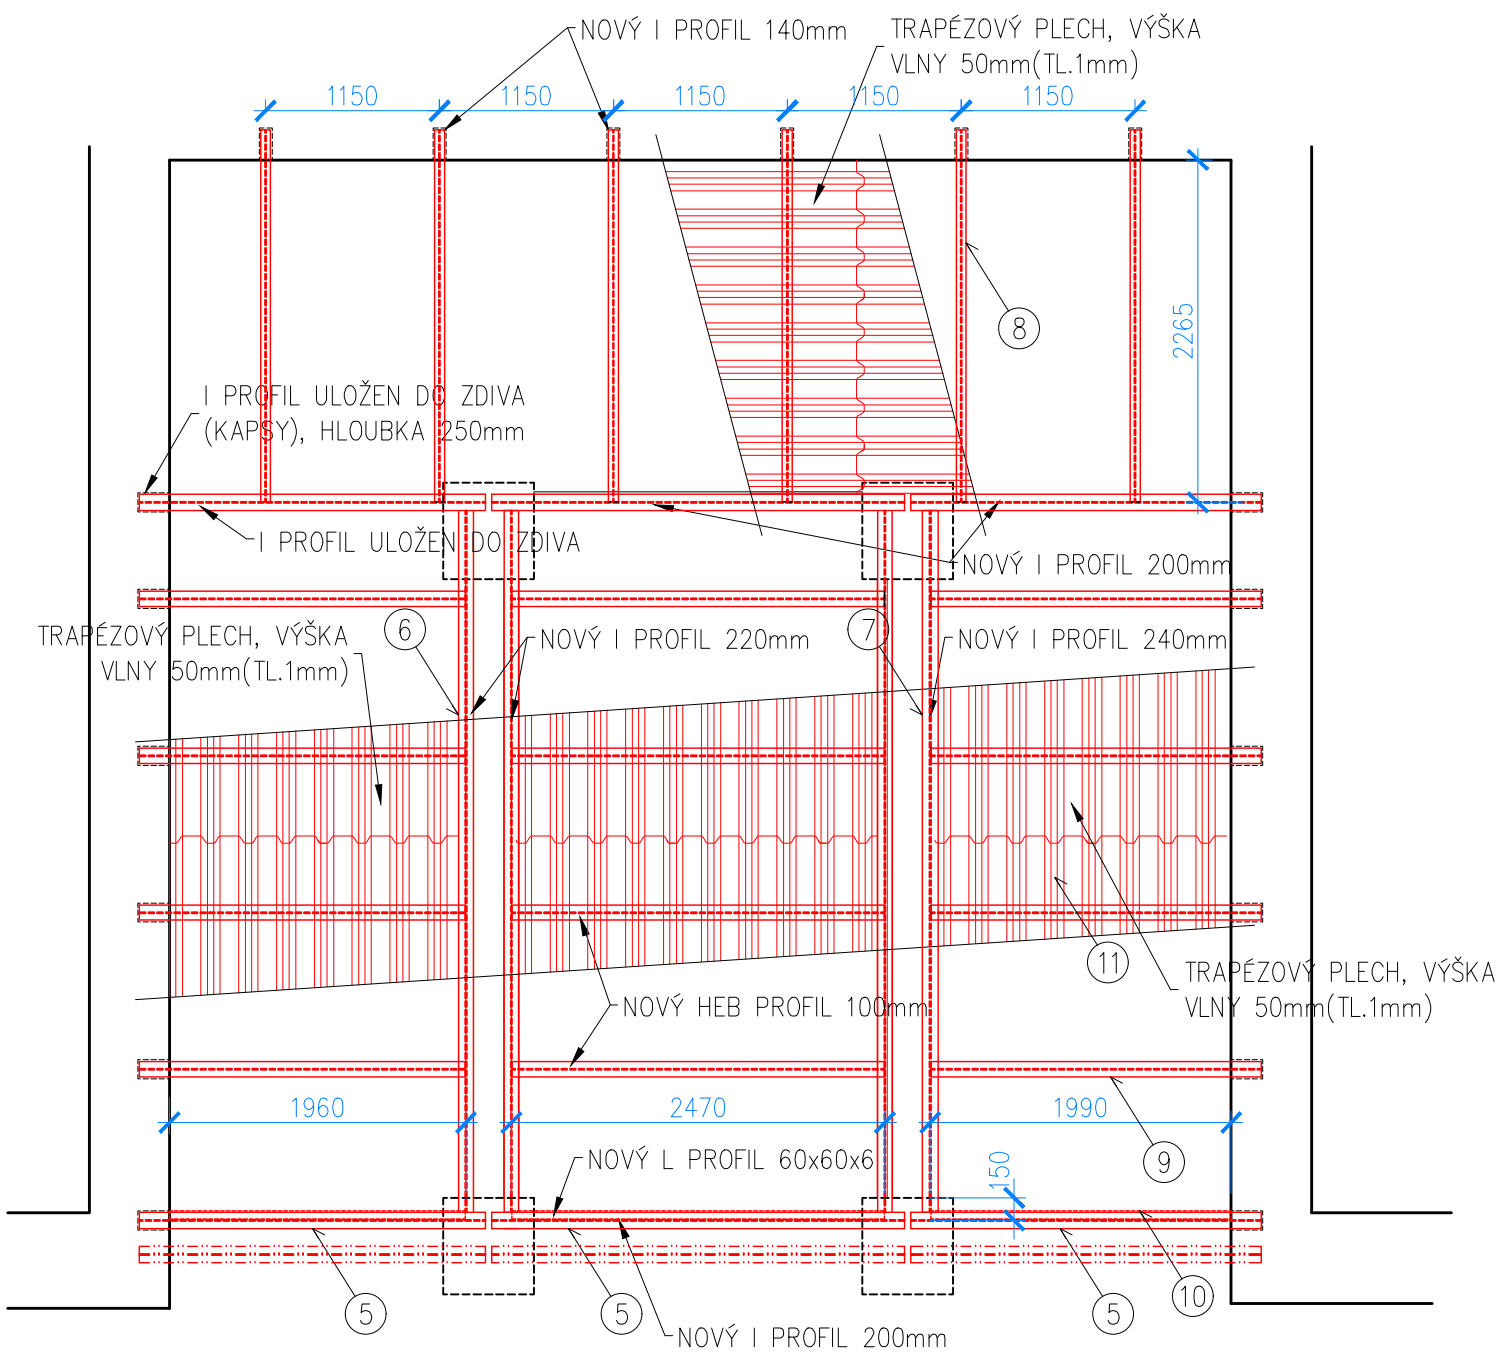 NOVÝ I PROFIL 140mm
TRAPÉZOVÝ PLECH, VÝŠKA
VLNY 50mm(TL.1mm)
1150
1150
1150
1150
1150
2265
8
I PROFIL ULOŽEN DO ZDIVA
(KAPSY), HLOUBKA 250mm
I PROFIL ULOŽEN DO ZDIVA
NOVÝ I PROFIL 200mm
6
7
TRAPÉZOVÝ PLECH, VÝŠKA
VLNY 50mm(TL.1mm)
NOVÝ I PROFIL 220mm
NOVÝ I PROFIL 240mm
11
TRAPÉZOVÝ PLECH, VÝŠKA
VLNY 50mm(TL.1mm)
NOVÝ HEB PROFIL 100mm
1960
2470
1990
NOVÝ L PROFIL 60x60x6
150
9
5
5
5
10
NOVÝ I PROFIL 200mm